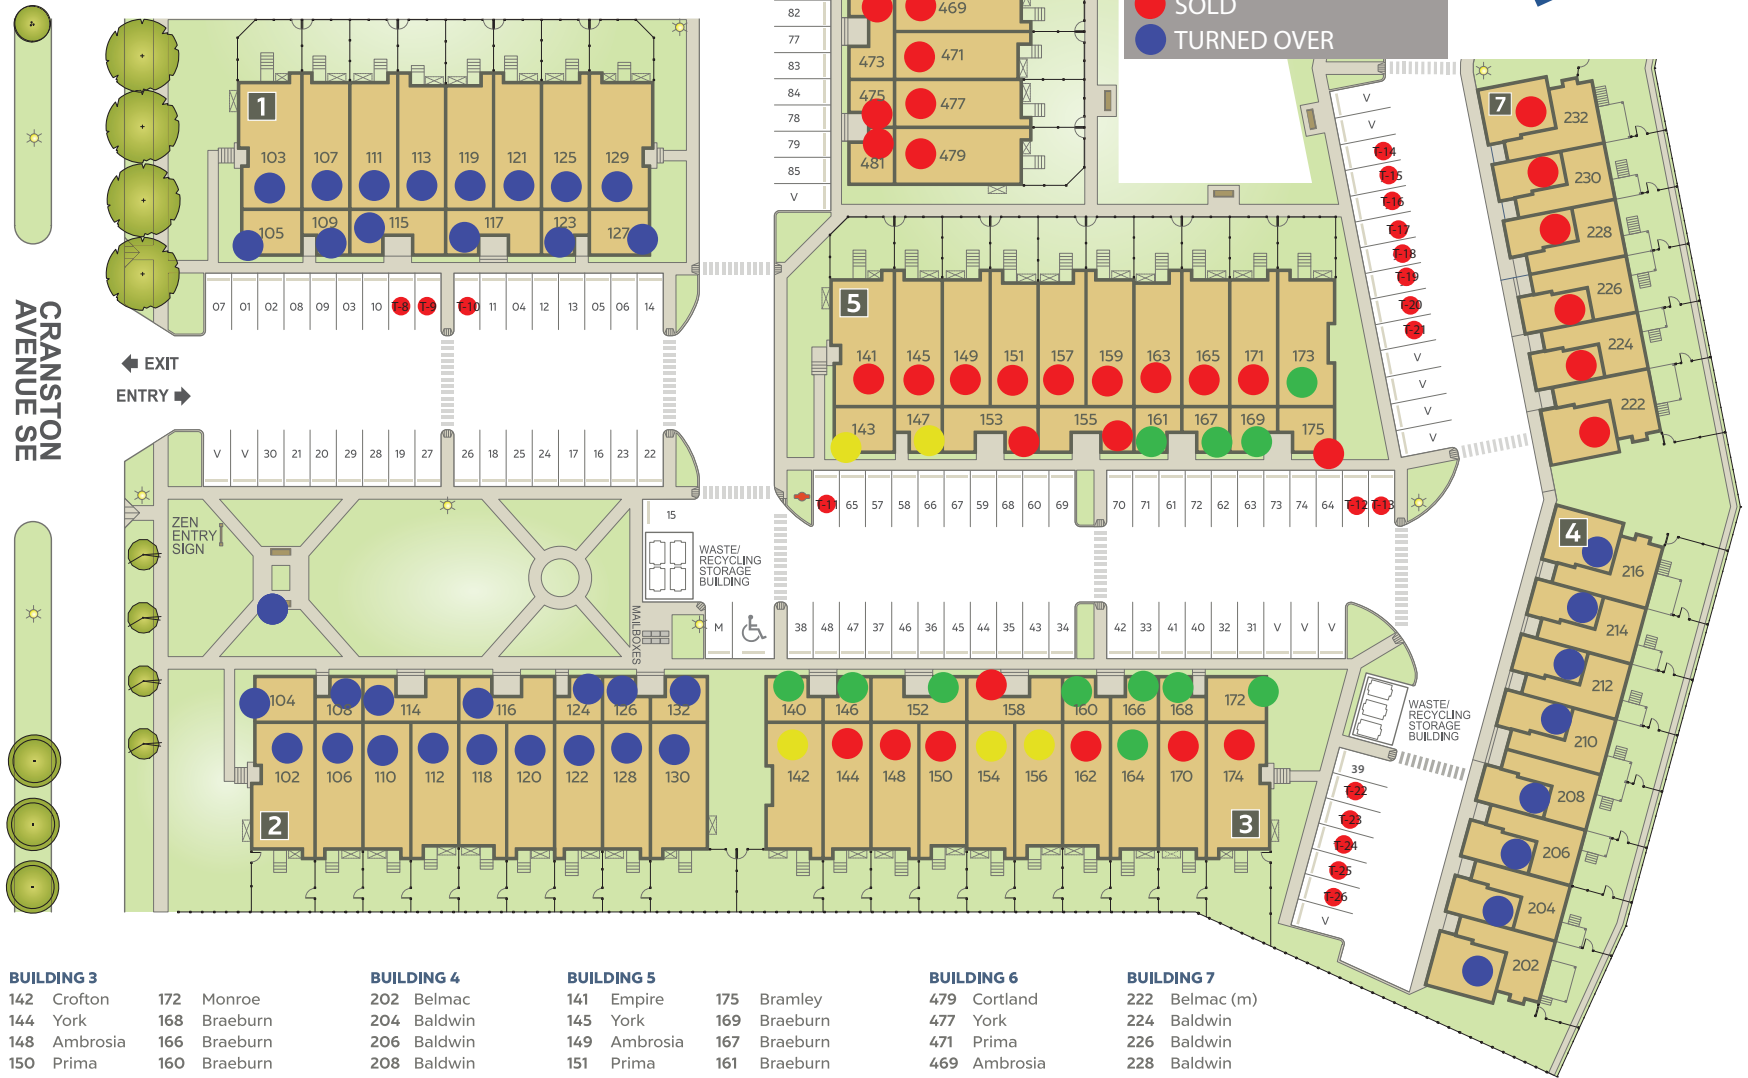 SOLD
TURNED OVER
82
77
83
84
78
79
85
V
469
473
471
475
477
481
479
1
103 107 111 113 119 121 125 129
105 109 115 117 123 127
07 01 02 08 09 03 10 T-8 T-9 T-10 11 04 12 13 05 06 14
CRANSTON
AVENUE SE
EXIT
ENTRY
V V 30 21 20 29 28 19 27 26 18 25 24 17 16 23 22
ZEN
ENTRY
SIGN
15
WASTE/
RECYCLING
STORAGE
BUILDING
MAILBOXES
M
5
141 145 149 151 157 159 163 165 171 173
143 147 153 155 161 167 169 175
T-11 65 57 58 66 67 59 68 60 69 70 71 61 72 62 63 73 74 64 T-12 T-13
38 48 47 37 46 36 45 44 35 43 34 42 33 41 40 32 31 V V V
V
V
T-14
T-15
T-16
T-17
T-18
T-19
T-20
T-21
V
V
V
V
7
232
230
228
226
224
222
4
216
214
212
210
208
206
204
202
WASTE/
RECYCLING
STORAGE
BUILDING
39
T-22
T-23
T-24
T-25
T-26
V
104 108 114 116 124 126 132
102 106 110 112 118 120 122 128 130
2
140 146 152 158 160 166 168 172
142 144 148 150 154 156 162 164 170 174
3
BUILDING 3
142 Crofton 172 Monroe
144 York 168 Braeburn
148 Ambrosia 166 Braeburn
150 Prima 160 Braeburn
BUILDING 4
202 Belmac
204 Baldwin
206 Baldwin
208 Baldwin
BUILDING 5
141 Empire 175 Bramley
145 York 169 Braeburn
149 Ambrosia 167 Braeburn
151 Prima 161 Braeburn
BUILDING 6
479 Cortland
477 York
471 Prima
469 Ambrosia
BUILDING 7
222 Belmac (m)
224 Baldwin
226 Baldwin
228 Baldwin